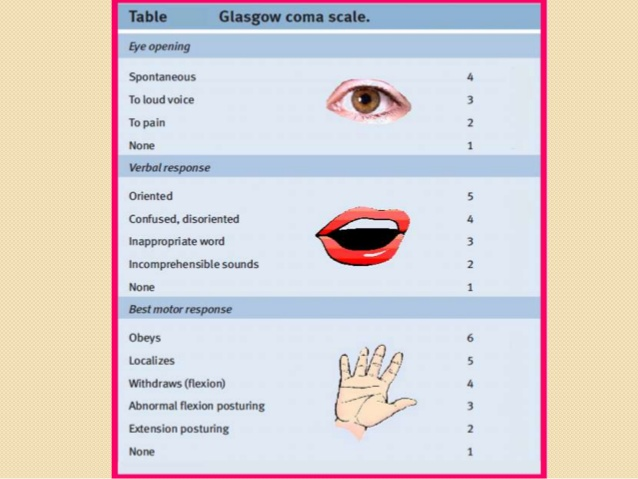 Table Glasgow coma scale.
Eye opening
Spontaneous 4
To loud voice 3
To pain 2
None 1
Verbal response
Oriented 5
Confused, disoriented 4
Inappropriate word 3
Incomprehensible sounds 2
None 1
Best motor response
Obeys 6
Localizes 5
Withdraws (flexion) 4
Abnormal flexion posturing 3
Extension posturing 2
None 1